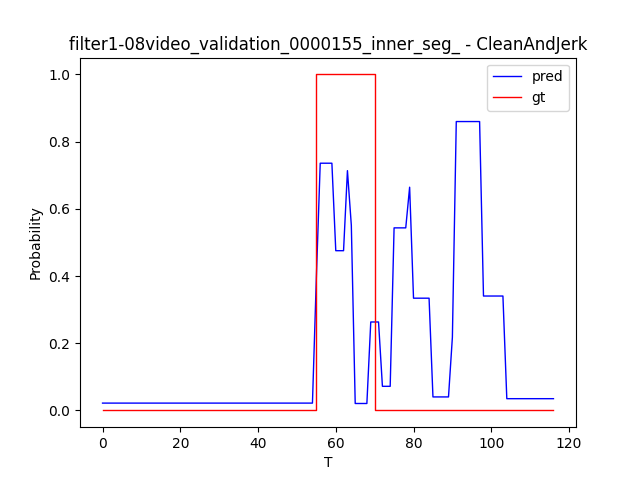 filter1-08video_validation_0000155_inner_seg_ - CleanAndJerk
pred
gt
Probability
1.0
0.8
0.6
0.4
0.2
0.0
0 20 40 60 80 100 120
T